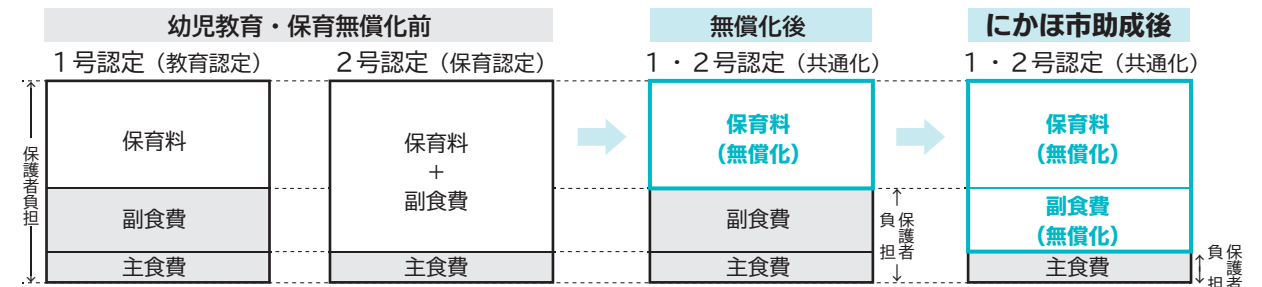 幼児教育・保育無償化前
無償化後
にかほ市助成後
1号認定（教育認定）
2号認定（保育認定）
1・2号認定（共通化）
1・2号認定（共通化）
保護者負担
保育料
副食費
主食費
保育料
＋
副食費
主食費
保育料
（無償化）
副食費
主食費
保護者
負担
保育料
（無償化）
副食費
（無償化）
主食費
保護者
負担